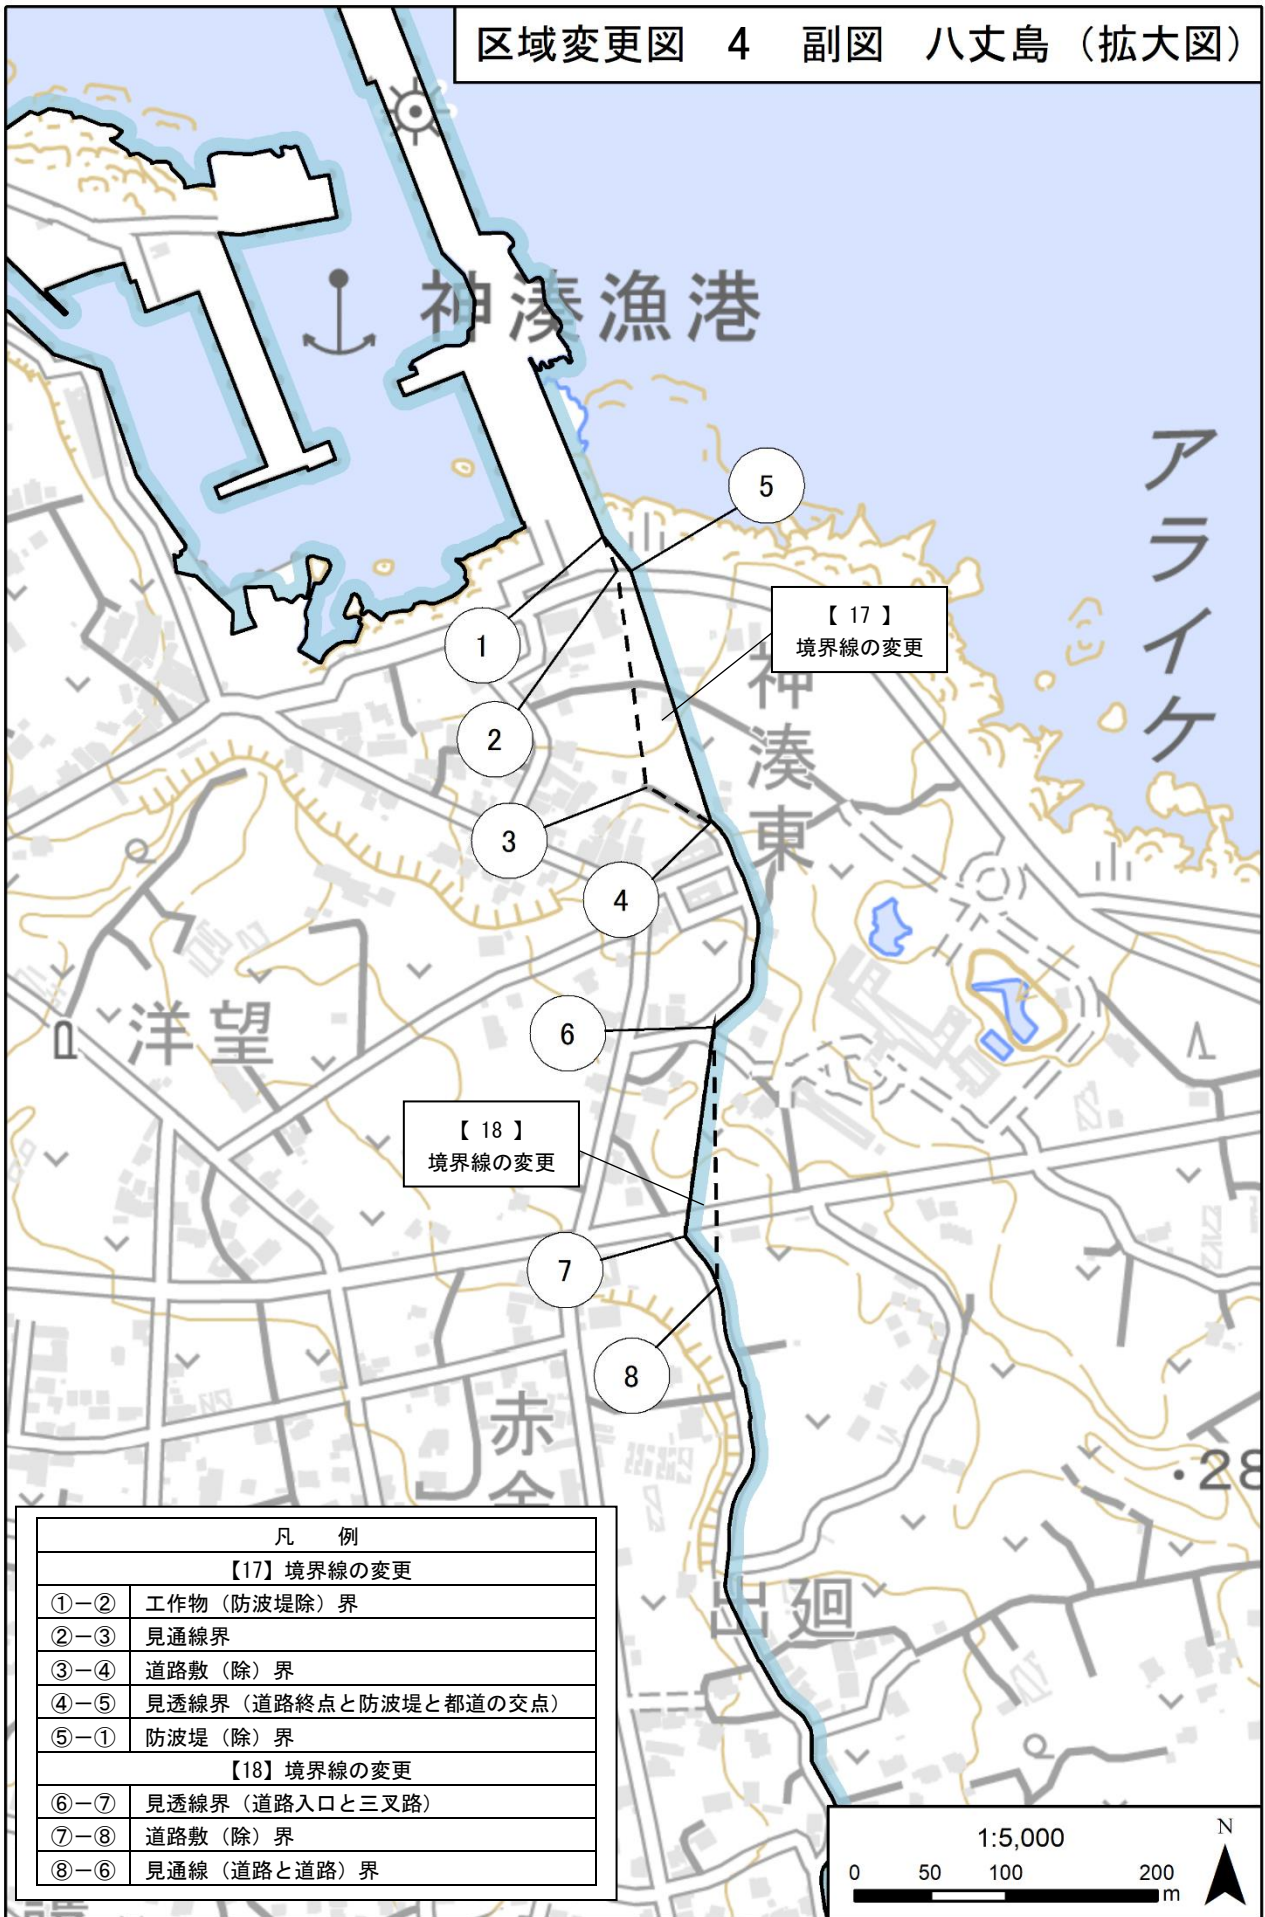 区域変更図 4 副図 八丈島（拡大図）
神湊漁港
アライケ
5
【 17 】
境界線の変更
1
神湊東
2
3
4
洋望
6
【 18 】
境界線の変更
7
8
赤金
・28
出廻
凡 例
【17】境界線の変更
①－② 工作物（防波堤除）界
②－③ 見通線界
③－④ 道路敷（除）界
④－⑤ 見透線界（道路終点と防波堤と都道の交点）
⑤－① 防波堤（除）界
【18】境界線の変更
⑥－⑦ 見透線界（道路入口と三叉路）
⑦－⑧ 道路敷（除）界
⑧－⑥ 見通線（道路と道路）界
1:5,000
N
0 50 100 200
m